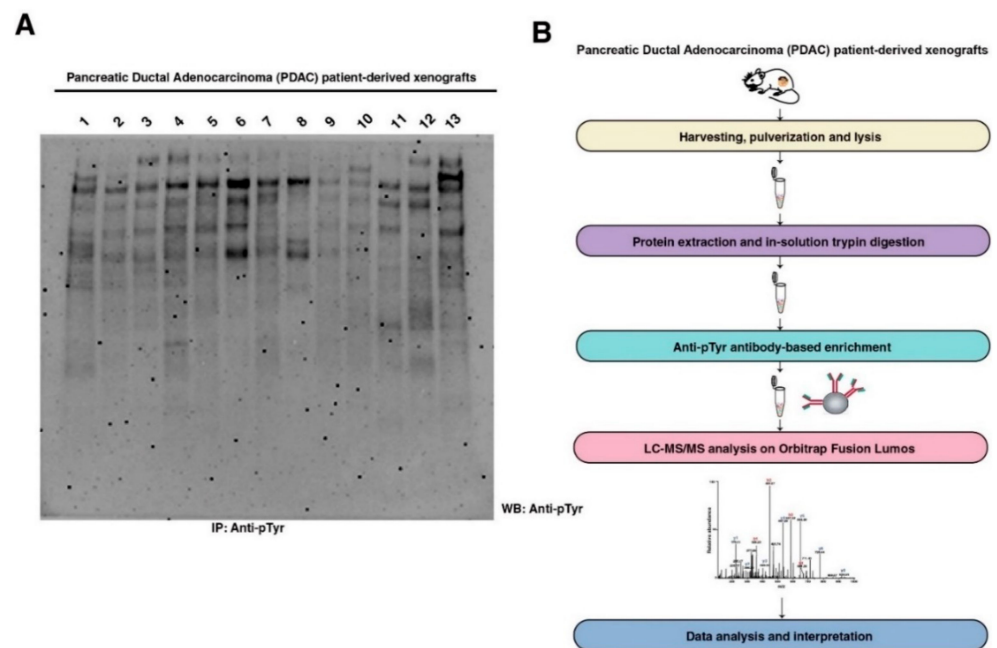 A
Pancreatic Ductal Adenocarcinoma (PDAC) patient-derived xenografts
1 2 3 4 5 6 7 8 9 10 11 12 13
IP: Anti-pTyr
WB: Anti-pTyr
B
Pancreatic Ductal Adenocarcinoma (PDAC) patient-derived xenografts
Harvesting, pulverization and lysis
Protein extraction and in-solution trypin digestion
Anti-pTyr antibody-based enrichment
LC-MS/MS analysis on Orbitrap Fusion Lumos
Relative abundance
Data analysis and interpretation